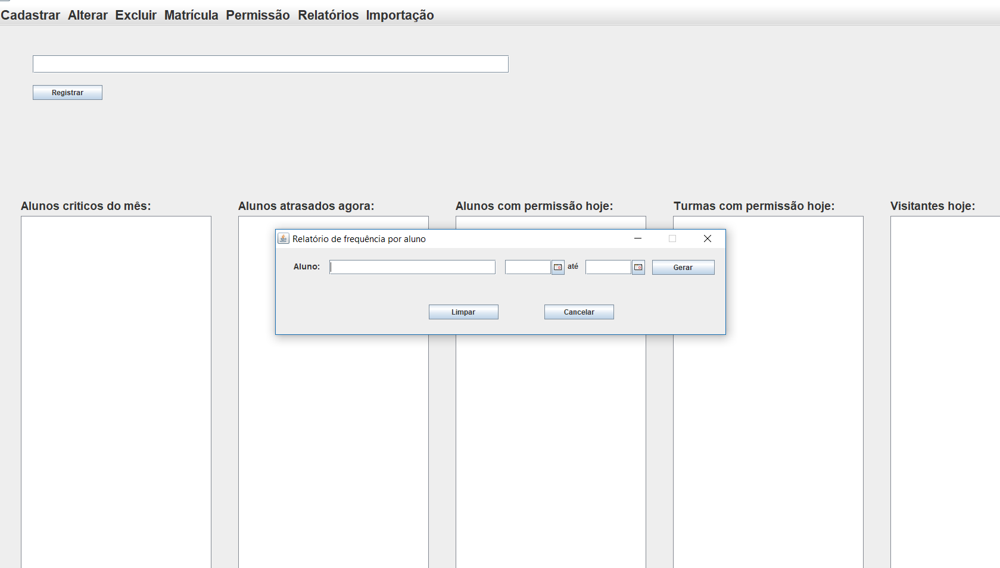 Cadastrar Alterar Excluir Matrícula Permissão Relatórios Importação
Registrar
Alunos criticos do mês: Alunos atrasados agora: Alunos com permissão hoje: Turmas com permissão hoje: Visitantes hoje:
Relatório de frequência por aluno
Aluno: até Gerar
Limpar Cancelar